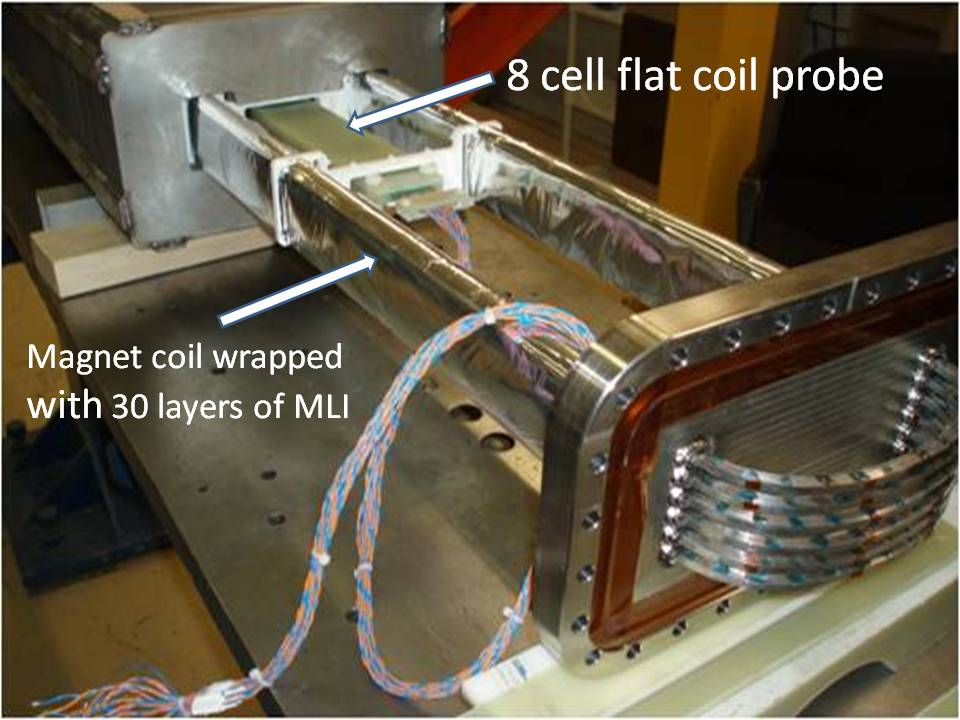 8 cell flat coil probe
Magnet coil wrapped
with 30 layers of MLI